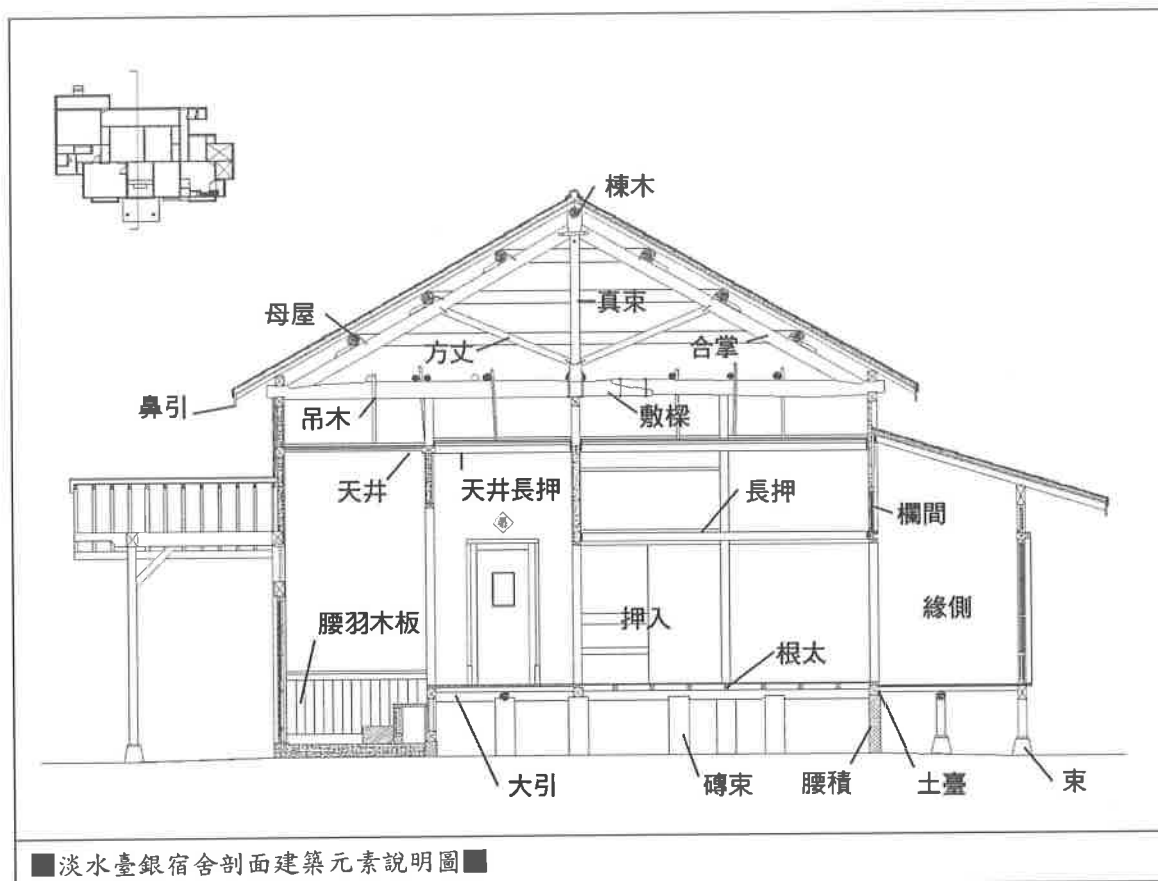 棟木
真束
母屋
方丈
合掌
鼻引
吊木
敷樑
天井
天井長押
長押
欄間
腰羽木板
押入
緣側
根太
大引
磚束
腰積
土臺
束
■淡水臺銀宿舍剖面建築元素說明圖■